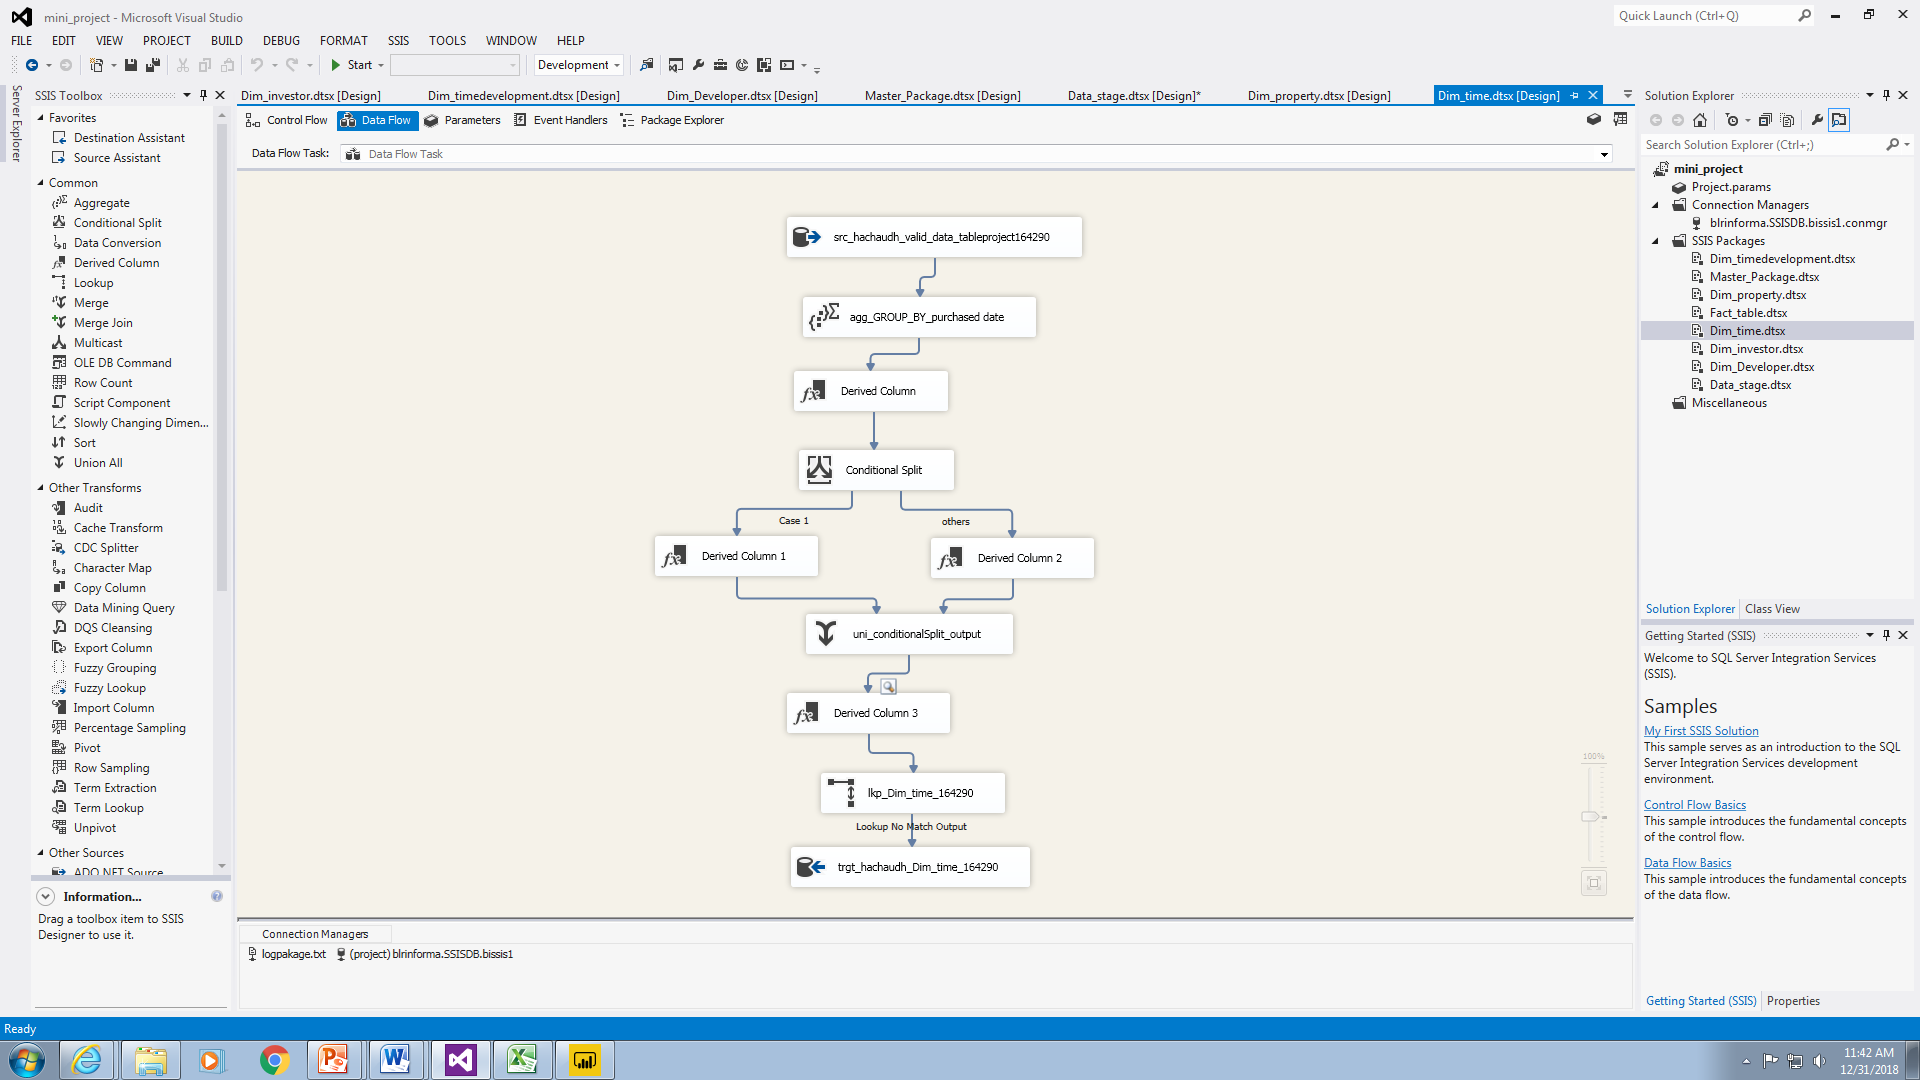 mini_project - Microsoft Visual Studio
Quick Launch (Ctrl+Q)
FILE EDIT VIEW PROJECT BUILD DEBUG FORMAT SSIS TOOLS WINDOW HELP
Start Development
Server Explorer
SSIS Toolbox
Favorites
Destination Assistant
Source Assistant
Common
Aggregate
Conditional Split
Data Conversion
Derived Column
Lookup
Merge
Merge Join
Multicast
OLE DB Command
Row Count
Script Component
Slowly Changing Dimen...
Sort
Union All
Other Transforms
Audit
Cache Transform
CDC Splitter
Character Map
Copy Column
Data Mining Query
DQS Cleansing
Export Column
Fuzzy Grouping
Fuzzy Lookup
Import Column
Percentage Sampling
Pivot
Row Sampling
Term Extraction
Term Lookup
Unpivot
Other Sources
ADO NET Source
Information...
Drag a toolbox item to SSIS
Designer to use it.
Dim_investor.dtsx [Design] Dim_timedevelopment.dtsx [Design] Dim_Developer.dtsx [Design] Master_Package.dtsx [Design] Data_stage.dtsx [Design]* Dim_property.dtsx [Design] Dim_time.dtsx [Design]
Control Flow Data Flow Parameters Event Handlers Package Explorer
Data Flow Task: Data Flow Task
src_hachaudh_valid_data_tableproject164290
agg_GROUP_BY_purchased date
Derived Column
Conditional Split
Case 1 others
Derived Column 1
Derived Column 2
uni_conditionalSplit_output
Derived Column 3
lkp_Dim_time_164290
Lookup No Match Output
trgt_hachaudh_Dim_time_164290
100%
Connection Managers
logpakage.txt (project) blrinforma.SSISDB.bissis1
Solution Explorer
Search Solution Explorer (Ctrl+;)
mini_project
Project.params
Connection Managers
blrinforma.SSISDB.bissis1.conmgr
SSIS Packages
Dim_timedevelopment.dtsx
Master_Package.dtsx
Dim_property.dtsx
Fact_table.dtsx
Dim_time.dtsx
Dim_investor.dtsx
Dim_Developer.dtsx
Data_stage.dtsx
Miscellaneous
Solution Explorer Class View
Getting Started (SSIS)
Welcome to SQL Server Integration Services
(SSIS).
Samples
My First SSIS Solution
This sample serves as an introduction to the SQL
Server Integration Services development
environment.
Control Flow Basics
This sample introduces the fundamental concepts
of the control flow.
Data Flow Basics
This sample introduces the fundamental concepts
of the data flow.
Getting Started (SSIS) Properties
Ready
11:42 AM
12/31/2018